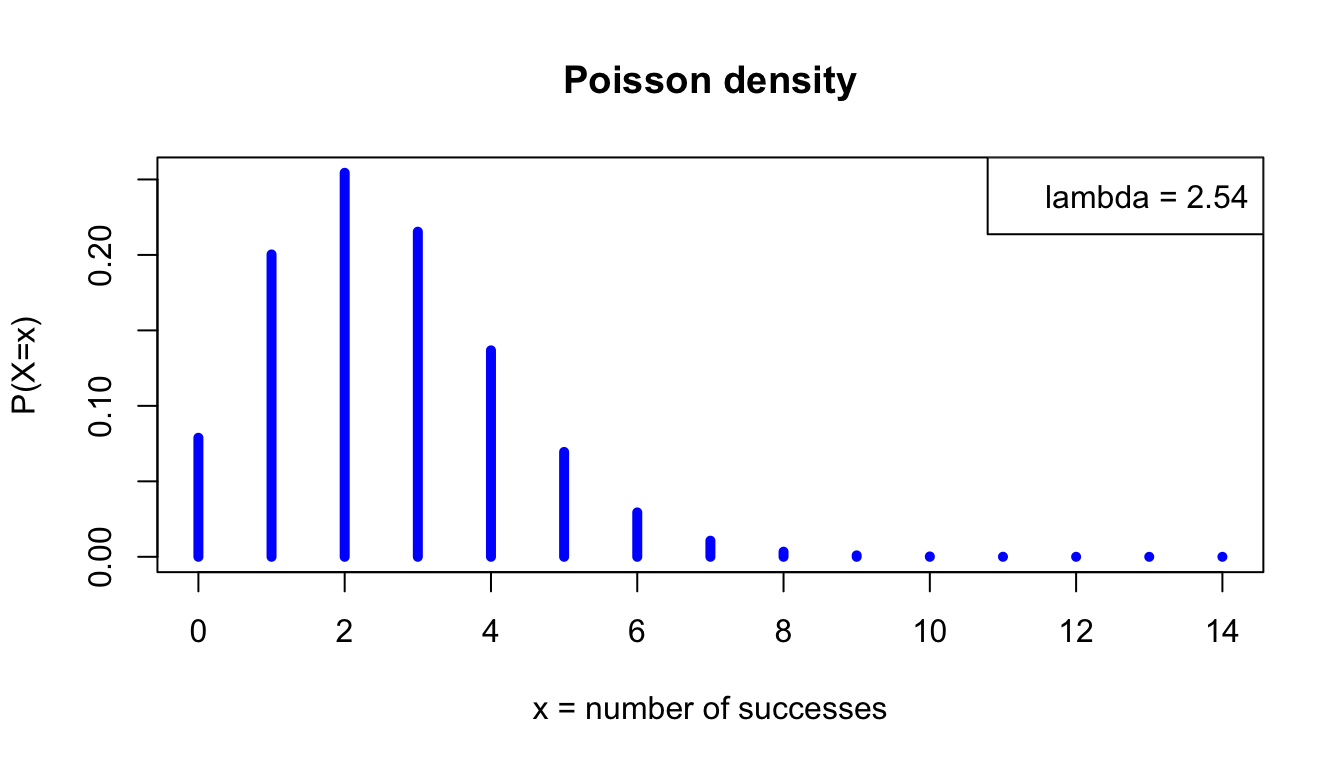 Poisson density
lambda = 2.54
P(X=x)
0.20
0.10
0.00
0 2 4 6 8 10 12 14
x = number of successes